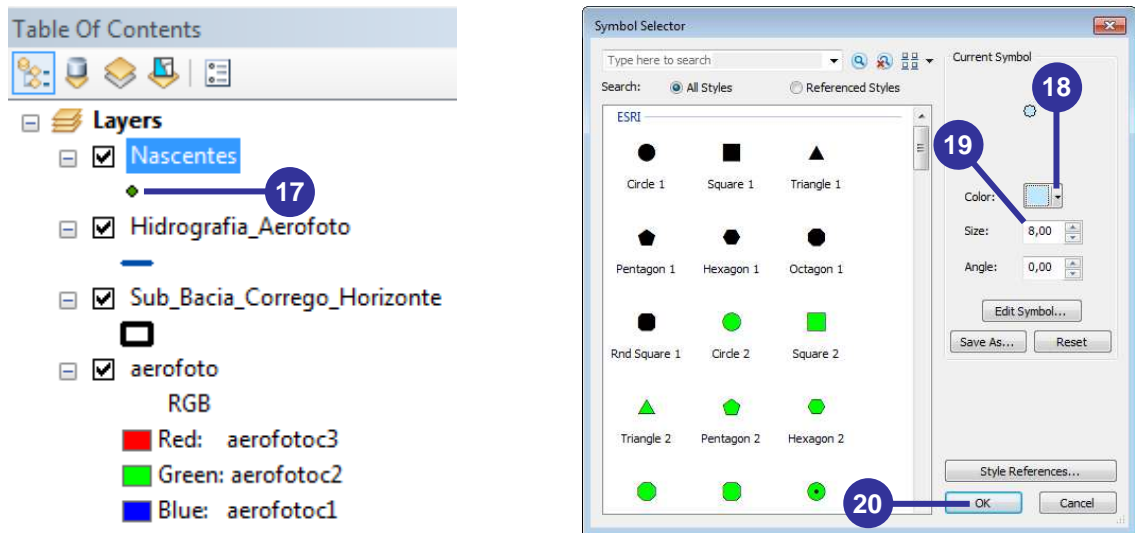 Table Of Contents
Layers
Nascentes
17
Hidrografia_Aerofoto
Sub_Bacia_Corrego_Horizonte
aerofoto
RGB
Red: aerofotoc3
Green: aerofotoc2
Blue: aerofotoc1
Symbol Selector
Type here to search
Search: All Styles Referenced Styles
ESRI
Circle 1 Square 1 Triangle 1
Pentagon 1 Hexagon 1 Octagon 1
Rnd Square 1 Circle 2 Square 2
Triangle 2 Pentagon 2 Hexagon 2
Current Symbol
18
19
Color:
Size: 8,00
Angle: 0,00
Edit Symbol...
Save As... Reset
Style References...
20
OK Cancel